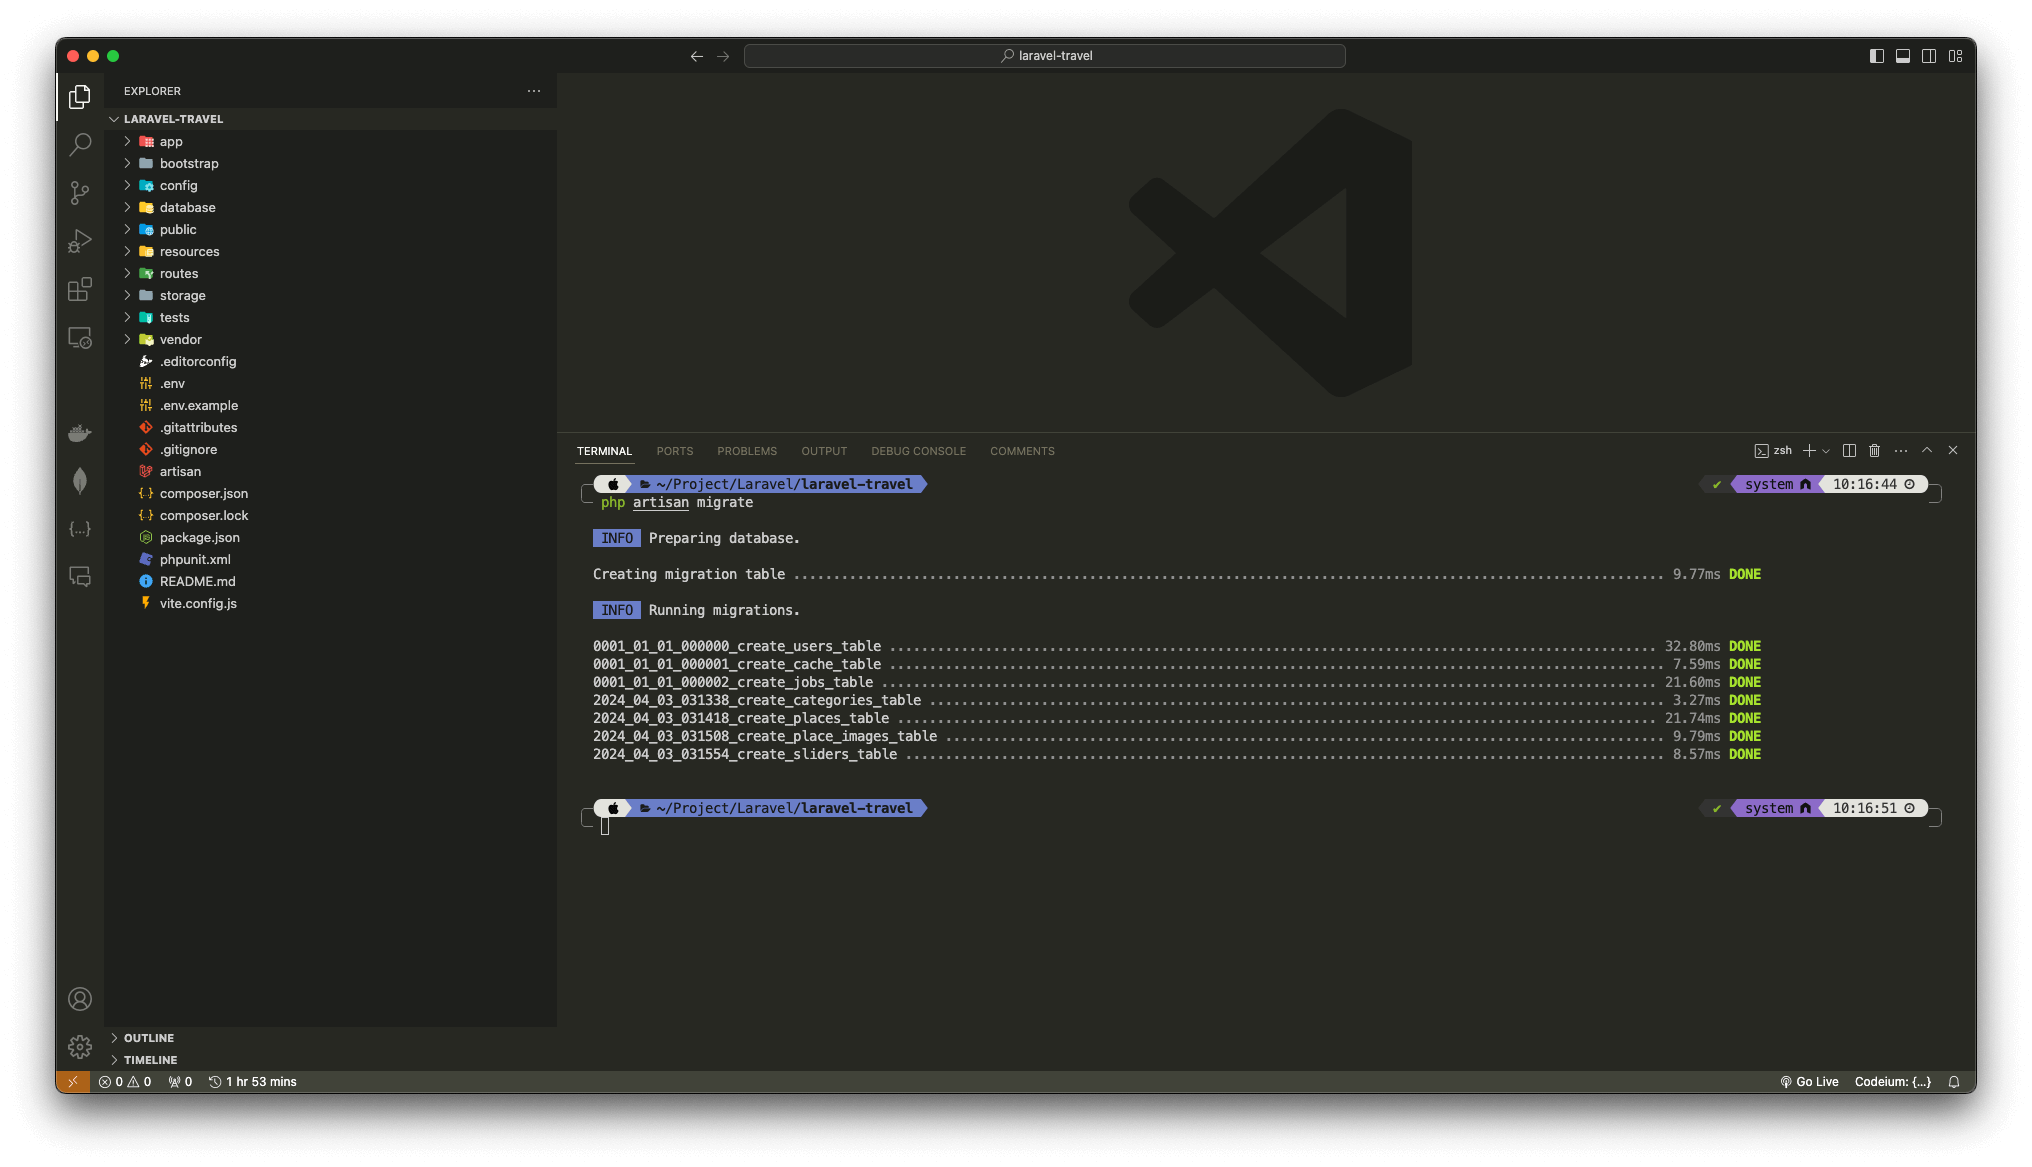 laravel-travel
EXPLORER
LARAVEL-TRAVEL
app
bootstrap
config
database
public
resources
routes
storage
tests
vendor
.editorconfig
.env
.env.example
.gitattributes
.gitignore
artisan
composer.json
composer.lock
package.json
phpunit.xml
README.md
vite.config.js
OUTLINE
TIMELINE
TERMINAL PORTS PROBLEMS OUTPUT DEBUG CONSOLE COMMENTS zsh
~/Project/Laravel/laravel-travel ✔ system 10:16:44
php artisan migrate
INFO Preparing database.
Creating migration table ............................................................................................................. 9.77ms DONE
INFO Running migrations.
0001_01_01_000000_create_users_table ................................................................................................ 32.80ms DONE
0001_01_01_000001_create_cache_table ................................................................................................. 7.59ms DONE
0001_01_01_000002_create_jobs_table ................................................................................................. 21.60ms DONE
2024_04_03_031338_create_categories_table ............................................................................................ 3.27ms DONE
2024_04_03_031418_create_places_table ............................................................................................... 21.74ms DONE
2024_04_03_031508_create_place_images_table .......................................................................................... 9.79ms DONE
2024_04_03_031554_create_sliders_table ............................................................................................... 8.57ms DONE
~/Project/Laravel/laravel-travel ✔ system 10:16:51
0 0 0 1 hr 53 mins Go Live Codeium: {...}